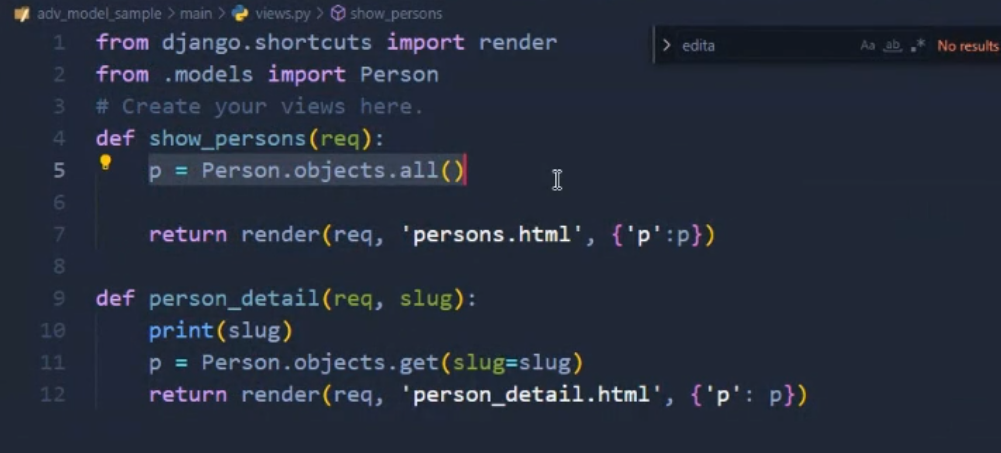 adv_model_sample > main > views.py > show_persons
1 from django.shortcuts import render
> edita Aa ab .* No results
2 from .models import Person
3 # Create your views here.
4 def show_persons(req):
5     p = Person.objects.all()
6
7     return render(req, 'persons.html', {'p':p})
8
9 def person_detail(req, slug):
10     print(slug)
11     p = Person.objects.get(slug=slug)
12     return render(req, 'person_detail.html', {'p': p})